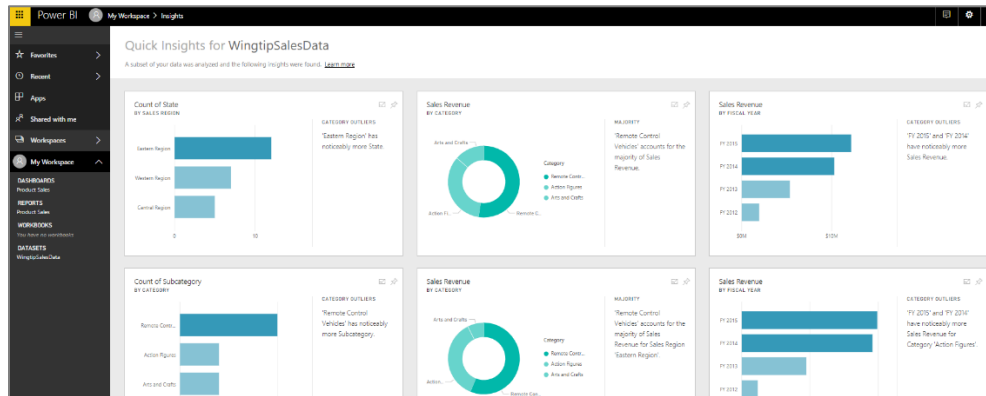 Power BI
My Workspace > Insights
Favorites
Recent
Apps
Shared with me
Workspaces
My Workspace
DASHBOARDS
Product Sales
REPORTS
Product Sales
WORKBOOKS
You have no workbooks
DATASETS
WingtipSalesData
Quick Insights for WingtipSalesData
A subset of your data was analyzed and the following insights were found. Learn more
Count of State
BY SALES REGION
Eastern Region
Western Region
Central Region
0
10
CATEGORY OUTLIERS
'Eastern Region' has
noticeably more State.
Sales Revenue
BY CATEGORY
Arts and Crafts
Action Fi...
Remote C...
Category
Remote Contr...
Action Figures
Arts and Crafts
MAJORITY
'Remote Control
Vehicles' accounts for the
majority of Sales
Revenue.
Sales Revenue
BY FISCAL YEAR
FY 2015
FY 2014
FY 2013
FY 2012
$0M
$10M
CATEGORY OUTLIERS
'FY 2015' and 'FY 2014'
have noticeably more
Sales Revenue.
Count of Subcategory
BY CATEGORY
Remote Contr...
Action Figures
Arts and Crafts
CATEGORY OUTLIERS
'Remote Control
Vehicles' has noticeably
more Subcategory.
Sales Revenue
BY CATEGORY
Arts and Crafts
Action...
Remote Con...
Category
Remote Contr...
Action Figures
Arts and Crafts
MAJORITY
'Remote Control
Vehicles' accounts for the
majority of Sales
Revenue for Sales Region
'Eastern Region'.
Sales Revenue
BY FISCAL YEAR
FY 2015
FY 2014
FY 2013
FY 2012
CATEGORY OUTLIERS
'FY 2015' and 'FY 2014'
have noticeably more
Sales Revenue for
Category 'Action Figures'.